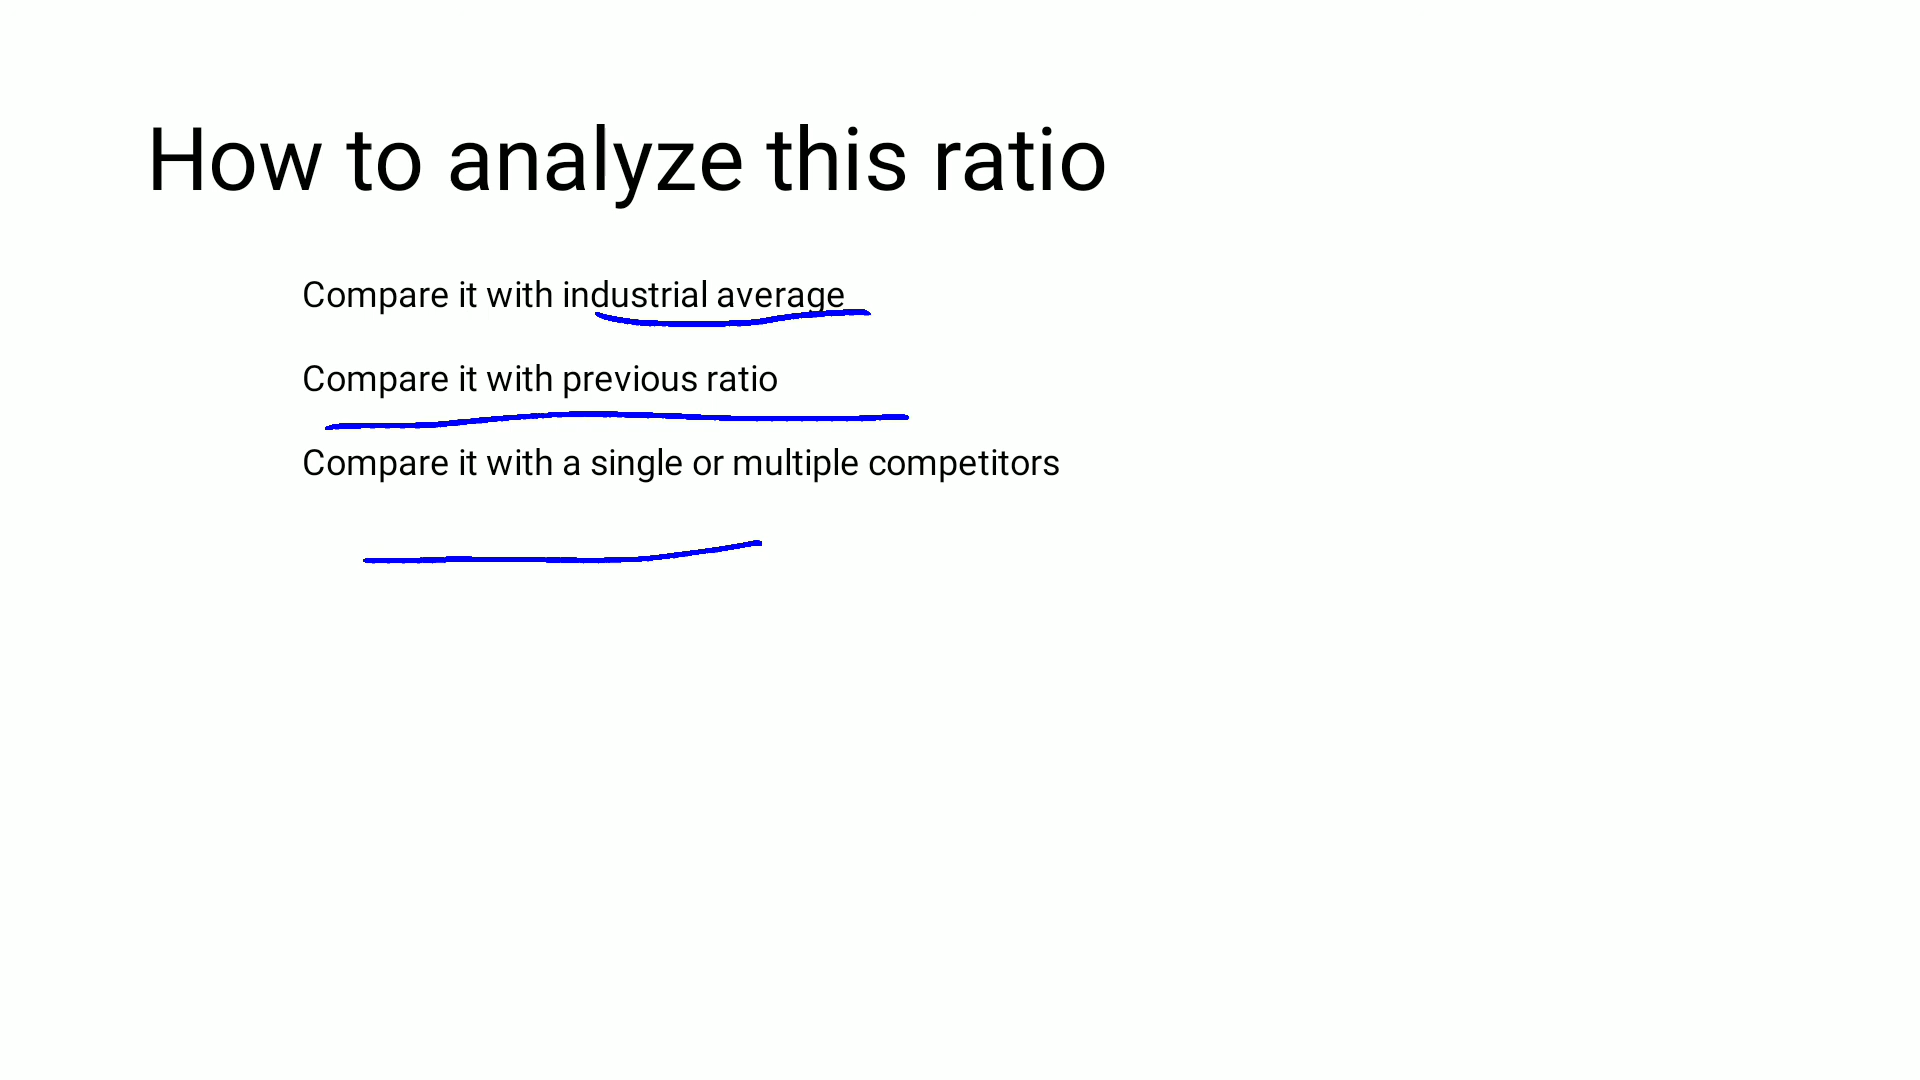 How to analyze this ratio
Compare it with industrial average
Compare it with previous ratio
Compare it with a single or multiple competitors